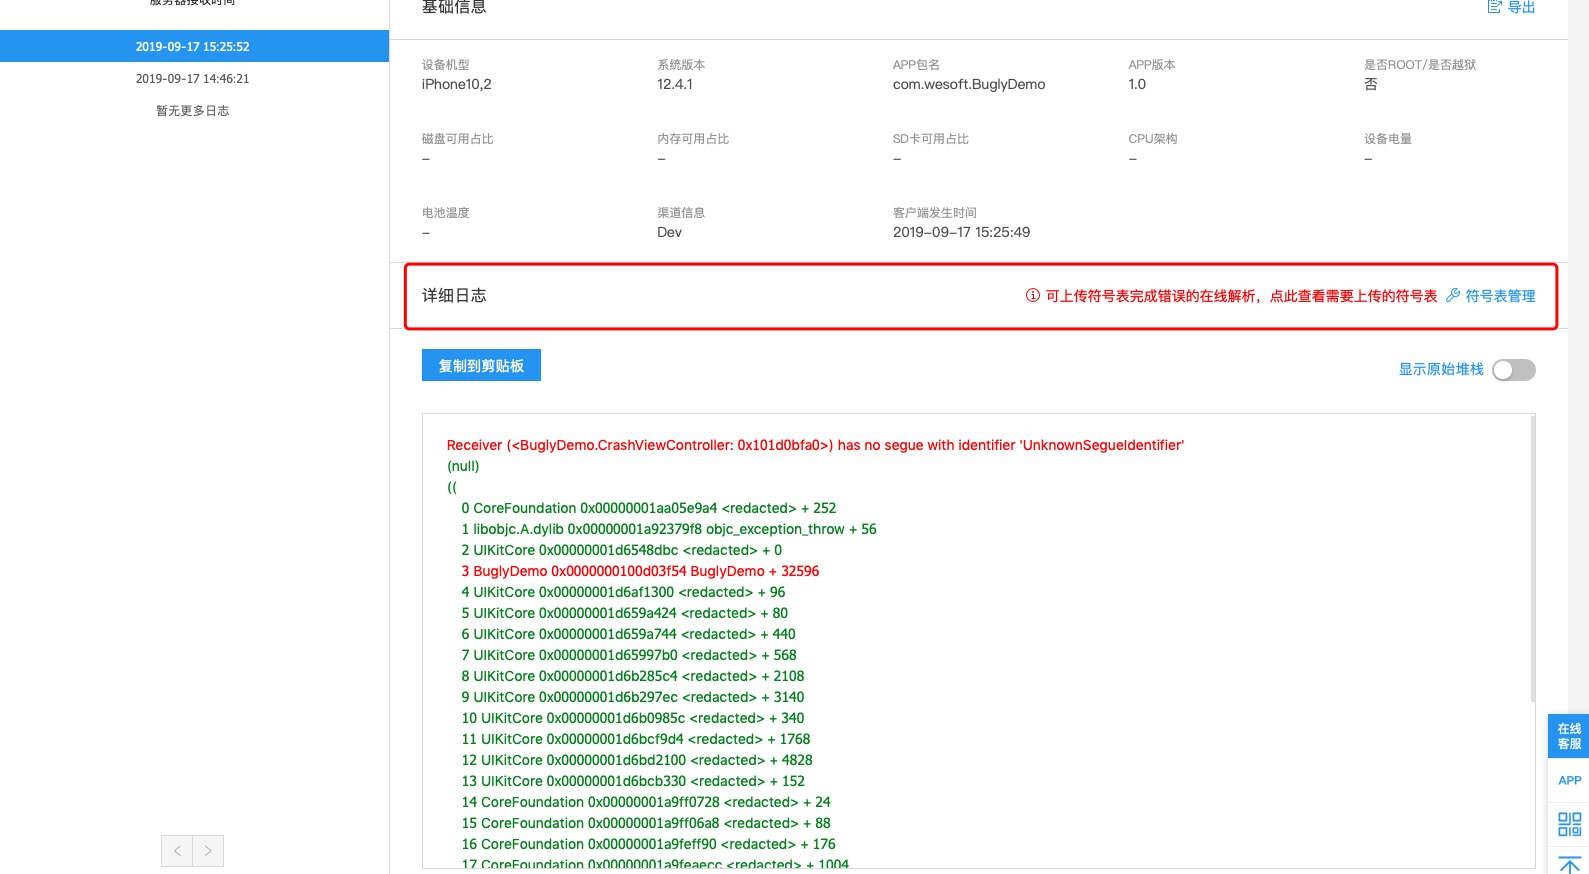 服务器接收时间
2019-09-17 15:25:52
2019-09-17 14:46:21
暂无更多日志
基础信息
导出
设备机型
iPhone10,2
系统版本
12.4.1
APP包名
com.wesoft.BuglyDemo
APP版本
1.0
是否ROOT/是否越狱
否
磁盘可用占比
–
内存可用占比
–
SD卡可用占比
–
CPU架构
–
设备电量
–
电池温度
–
渠道信息
Dev
客户端发生时间
2019-09-17 15:25:49
详细日志
可上传符号表完成错误的在线解析，点此查看需要上传的符号表
符号表管理
复制到剪贴板
显示原始堆栈
Receiver (<BuglyDemo.CrashViewController: 0x101d0bfa0>) has no segue with identifier 'UnknownSegueIdentifier'
(null)
((
0 CoreFoundation 0x00000001aa05e9a4 <redacted> + 252
1 libobjc.A.dylib 0x00000001a92379f8 objc_exception_throw + 56
2 UIKitCore 0x00000001d6548dbc <redacted> + 0
3 BuglyDemo 0x0000000100d03f54 BuglyDemo + 32596
4 UIKitCore 0x00000001d6af1300 <redacted> + 96
5 UIKitCore 0x00000001d659a424 <redacted> + 80
6 UIKitCore 0x00000001d659a744 <redacted> + 440
7 UIKitCore 0x00000001d65997b0 <redacted> + 568
8 UIKitCore 0x00000001d6b285c4 <redacted> + 2108
9 UIKitCore 0x00000001d6b297ec <redacted> + 3140
10 UIKitCore 0x00000001d6b0985c <redacted> + 340
11 UIKitCore 0x00000001d6bcf9d4 <redacted> + 1768
12 UIKitCore 0x00000001d6bd2100 <redacted> + 4828
13 UIKitCore 0x00000001d6bcb330 <redacted> + 152
14 CoreFoundation 0x00000001a9ff0728 <redacted> + 24
15 CoreFoundation 0x00000001a9ff06a8 <redacted> + 88
16 CoreFoundation 0x00000001a9feff90 <redacted> + 176
17 CoreFoundation 0x00000001a9feaecc <redacted> + 1004
在线
客服
APP